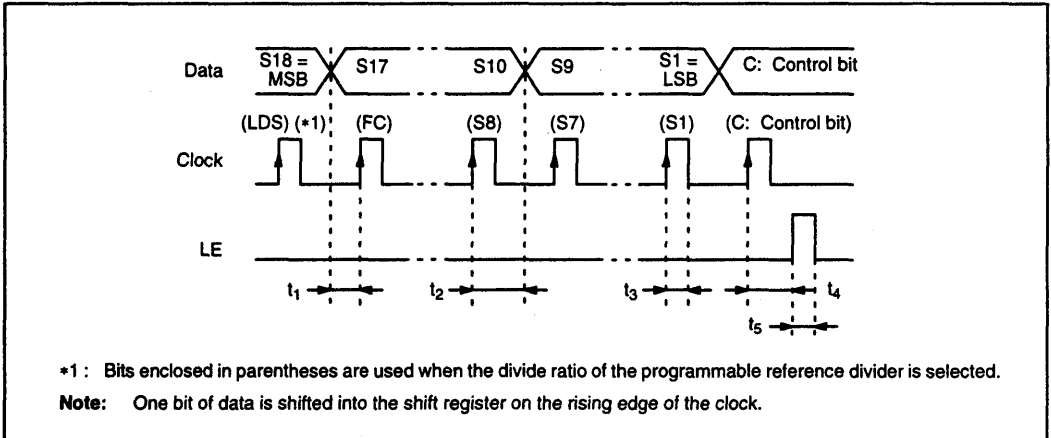 Data S18 = MSB S17 S10 S9 S1 = LSB C: Control bit
(LDS) (*1) (FC) (S8) (S7) (S1) (C: Control bit)
Clock
LE
t1 t2 t3 t4
t5
*1 : Bits enclosed in parentheses are used when the divide ratio of the programmable reference divider is selected.
Note: One bit of data is shifted into the shift register on the rising edge of the clock.